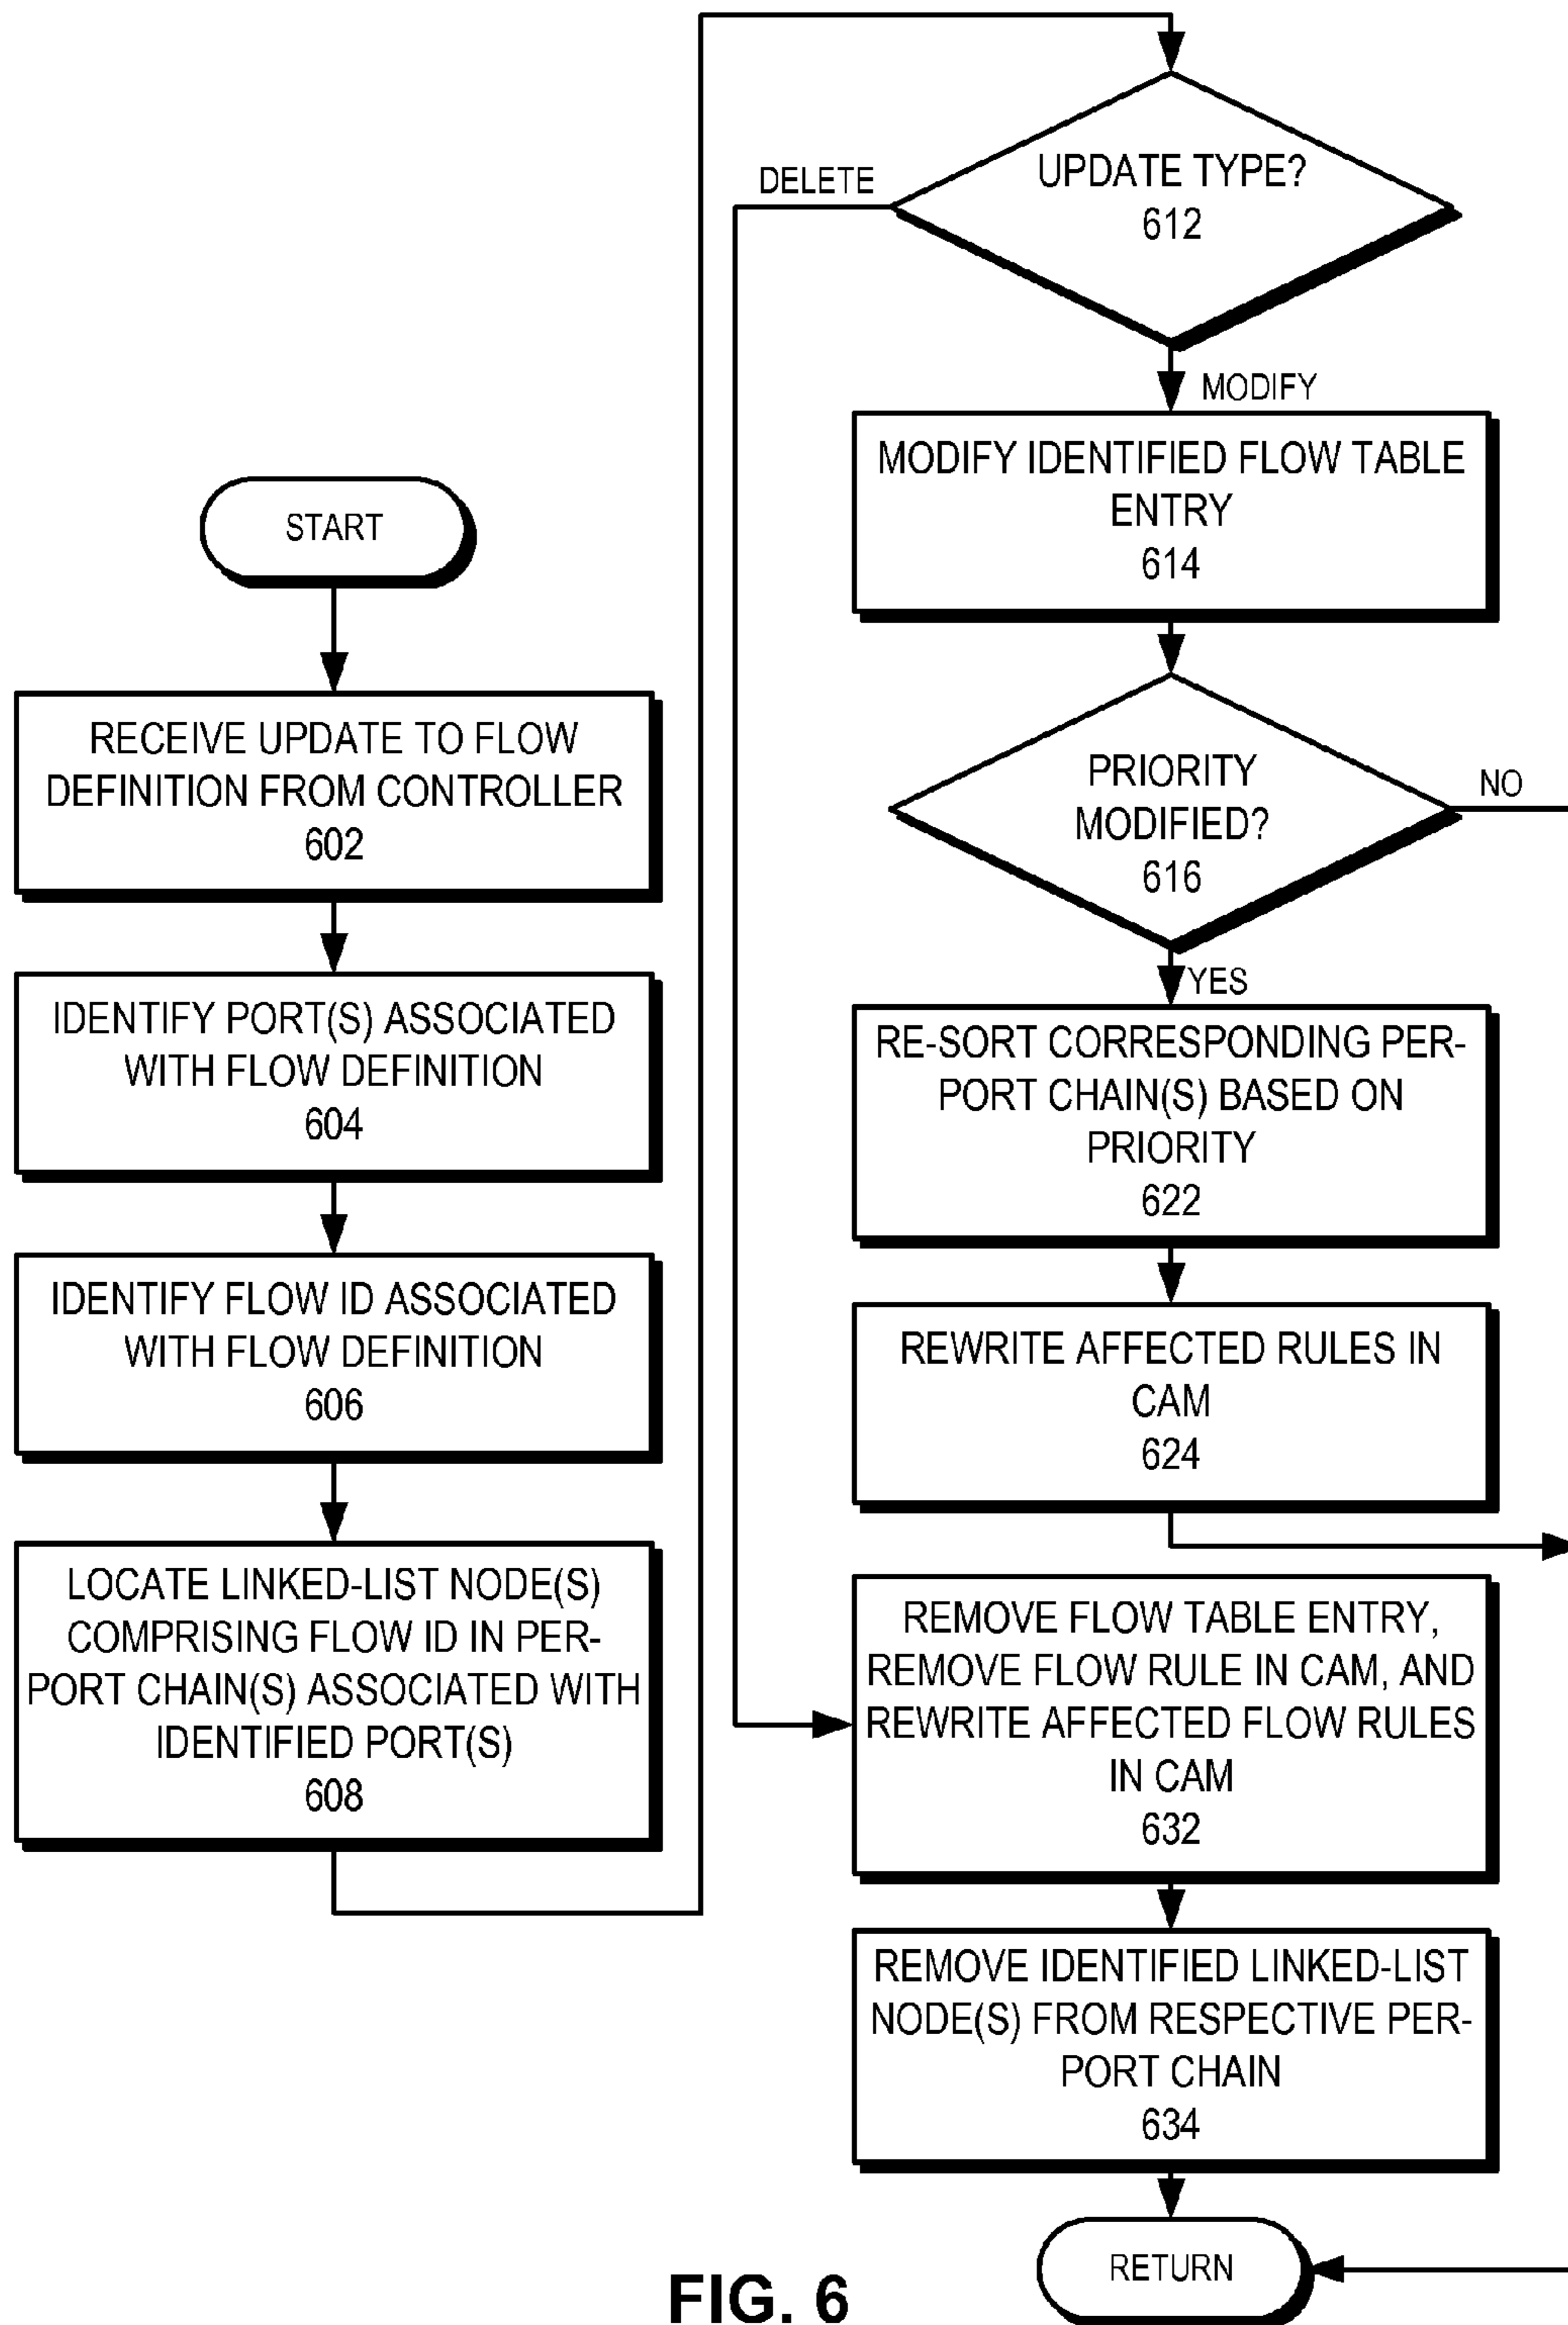 START
RECEIVE UPDATE TO FLOW
DEFINITION FROM CONTROLLER
602
IDENTIFY PORT(S) ASSOCIATED
WITH FLOW DEFINITION
604
IDENTIFY FLOW ID ASSOCIATED
WITH FLOW DEFINITION
606
LOCATE LINKED-LIST NODE(S)
COMPRISING FLOW ID IN PER-
PORT CHAIN(S) ASSOCIATED WITH
IDENTIFIED PORT(S)
608
UPDATE TYPE?
612
DELETE
MODIFY
MODIFY IDENTIFIED FLOW TABLE
ENTRY
614
PRIORITY
MODIFIED?
616
NO
YES
RE-SORT CORRESPONDING PER-
PORT CHAIN(S) BASED ON
PRIORITY
622
REWRITE AFFECTED RULES IN
CAM
624
REMOVE FLOW TABLE ENTRY,
REMOVE FLOW RULE IN CAM, AND
REWRITE AFFECTED FLOW RULES
IN CAM
632
REMOVE IDENTIFIED LINKED-LIST
NODE(S) FROM RESPECTIVE PER-
PORT CHAIN
634
RETURN
FIG. 6